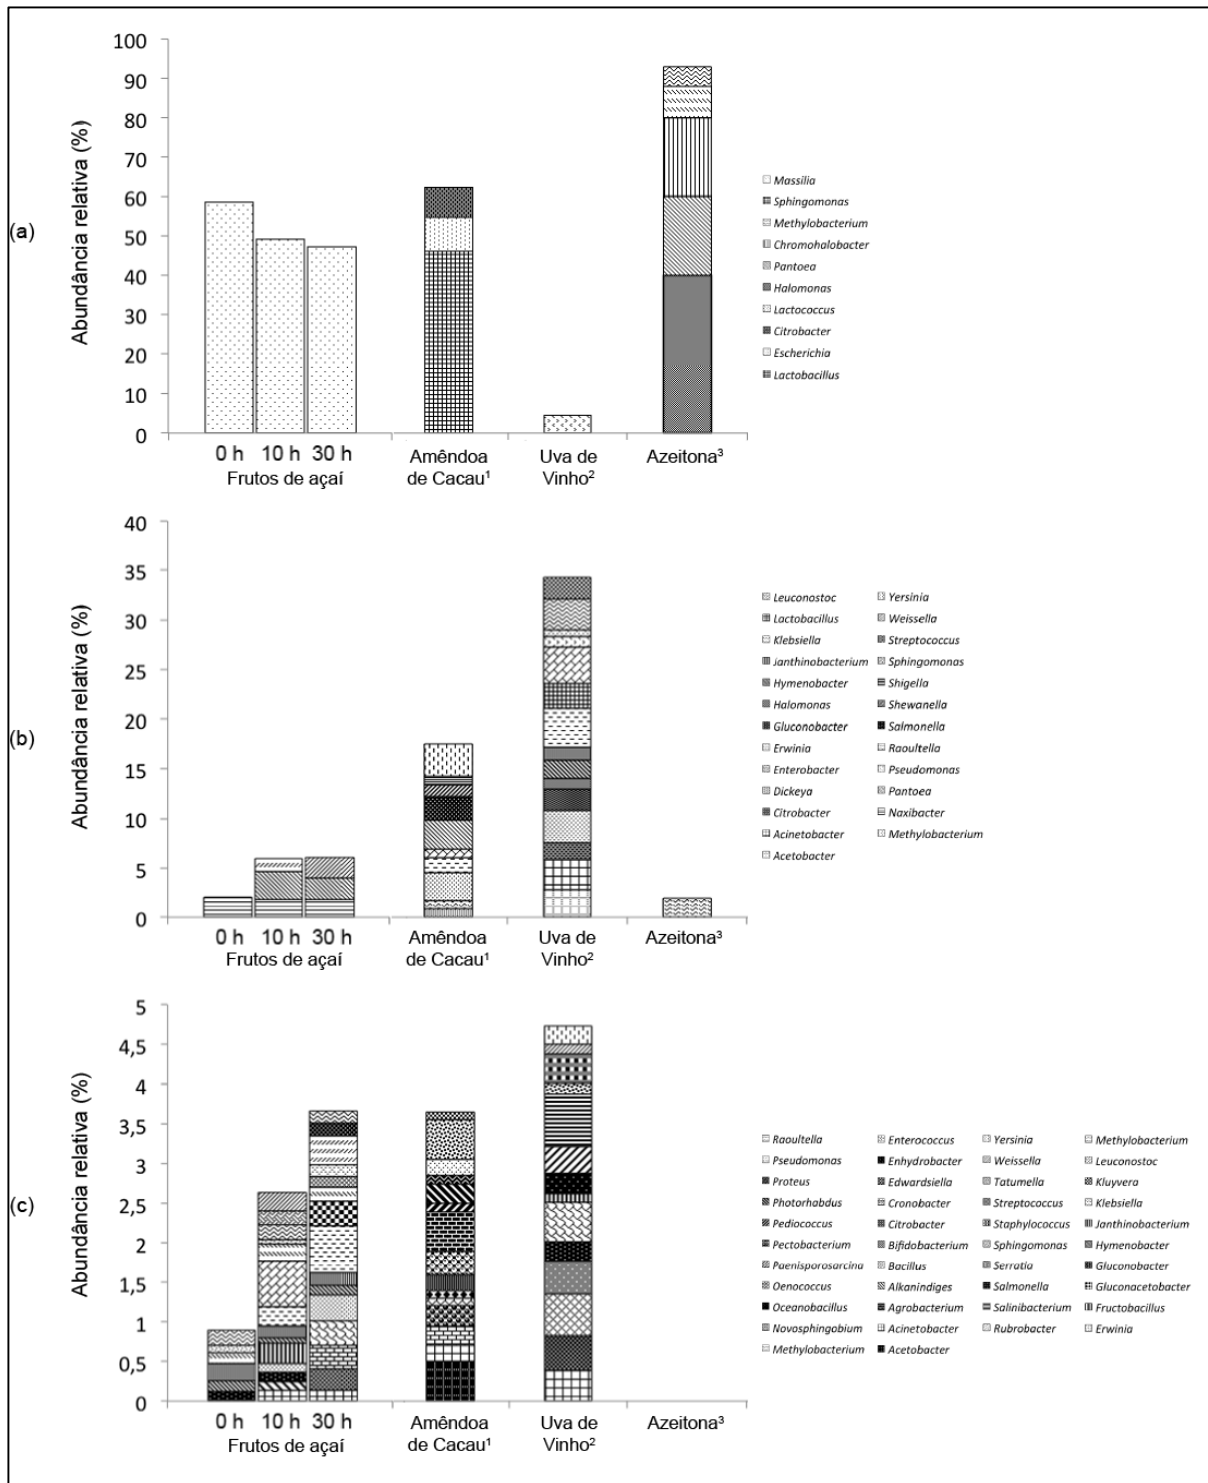 (a)
Abundância relativa (%)
100
90
80
70
60
50
40
30
20
10
0
0 h 10 h 30 h
Frutos de açaí
Amêndoa
de Cacau¹
Uva de
Vinho²
Azeitona³
Massilia
Sphingomonas
Methylobacterium
Chromohalobacter
Pantoea
Halomonas
Lactococcus
Citrobacter
Escherichia
Lactobacillus
(b)
Abundância relativa (%)
40
35
30
25
20
15
10
5
0
0 h 10 h 30 h
Frutos de açaí
Amêndoa
de Cacau¹
Uva de
Vinho²
Azeitona³
Leuconostoc Yersinia
Lactobacillus Weissella
Klebsiella Streptococcus
Janthinobacterium Sphingomonas
Hymenobacter Shigella
Halomonas Shewanella
Gluconobacter Salmonella
Erwinia Raoultella
Enterobacter Pseudomonas
Dickeya Pantoea
Citrobacter Naxibacter
Acinetobacter Methylobacterium
Acetobacter
(c)
Abundância relativa (%)
5
4,5
4
3,5
3
2,5
2
1,5
1
0,5
0
0 h 10 h 30 h
Frutos de açaí
Amêndoa
de Cacau¹
Uva de
Vinho²
Azeitona³
Raoultella Enterococcus Yersinia Methylobacterium
Pseudomonas Enhydrobacter Weissella Leuconostoc
Proteus Edwardsiella Tatumella Kluyvera
Photorhabdus Cronobacter Streptococcus Klebsiella
Pediococcus Citrobacter Staphylococcus Janthinobacterium
Pectobacterium Bifidobacterium Sphingomonas Hymenobacter
Paenisporosarcina Bacillus Serratia Gluconobacter
Oenococcus Alkanindiges Salmonella Gluconacetobacter
Oceanobacillus Agrobacterium Salinibacterium Fructobacillus
Novosphingobium Acinetobacter Rubrobacter Erwinia
Methylobacterium Acetobacter